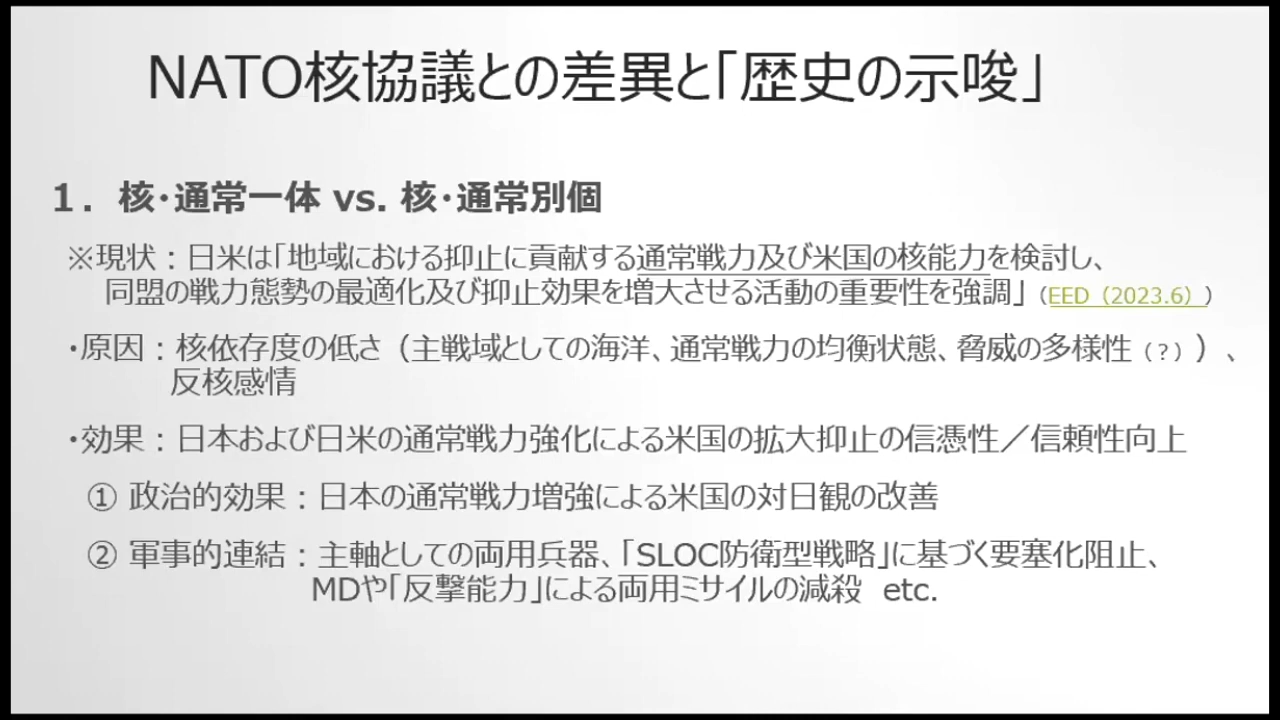 NATO核協議との差異と「歴史の示唆」
１．核・通常一体 vs. 核・通常別個
※現状：日米は「地域における抑止に貢献する通常戦力及び米国の核能力を検討し、
同盟の戦力態勢の最適化及び抑止効果を増大させる活動の重要性を強調」（EED（2023.6））
・原因：核依存度の低さ（主戦域としての海洋、通常戦力の均衡状態、脅威の多様性（？））、
反核感情
・効果：日本および日米の通常戦力強化による米国の拡大抑止の信憑性／信頼性向上
① 政治的効果：日本の通常戦力増強による米国の対日観の改善
② 軍事的連結：主軸としての両用兵器、「SLOC防衛型戦略」に基づく要塞化阻止、
MDや「反撃能力」による両用ミサイルの減殺 etc.